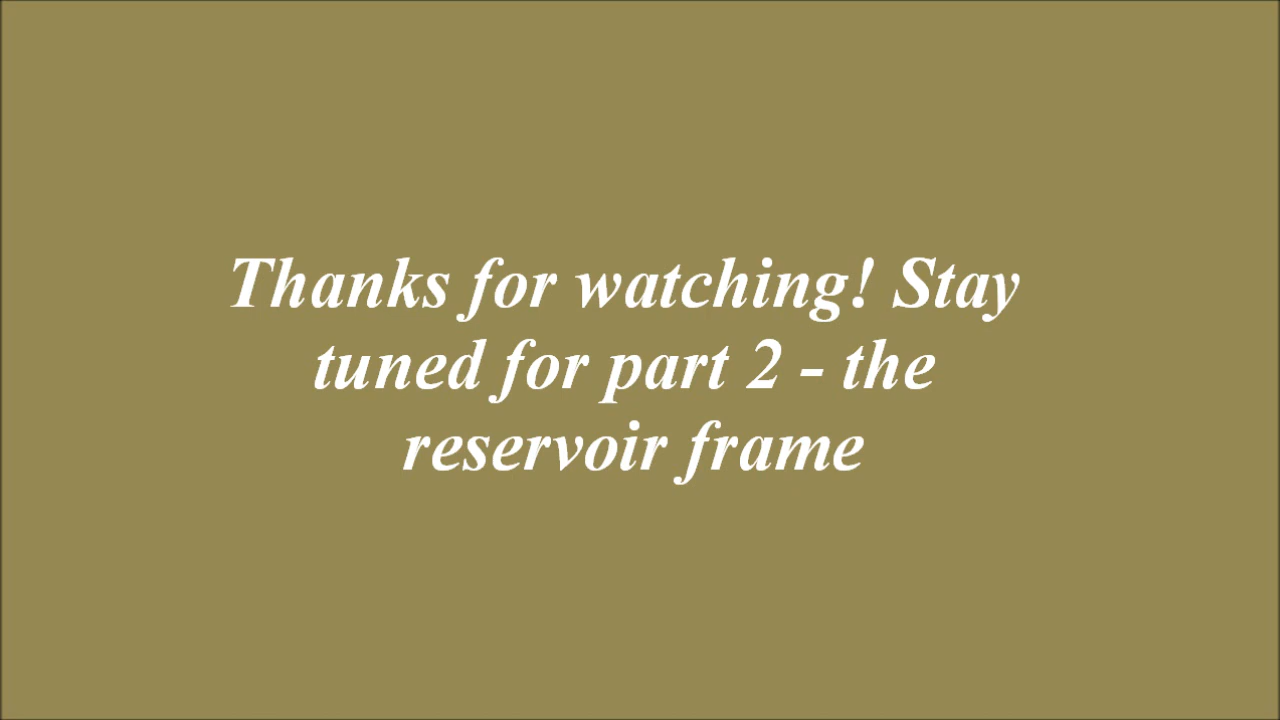 Thanks for watching! Stay
tuned for part 2 - the
reservoir frame